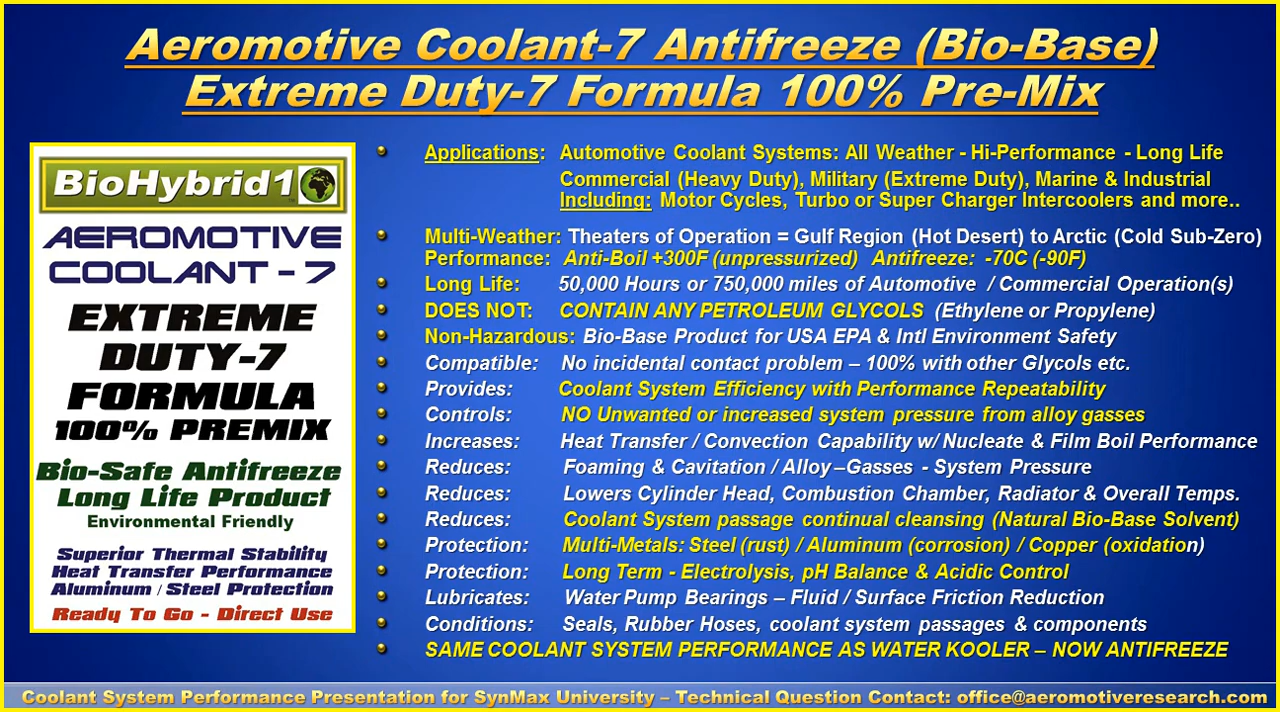 Aeromotive Coolant-7 Antifreeze (Bio-Base)
Extreme Duty-7 Formula 100% Pre-Mix
BioHybrid1
AEROMOTIVE
COOLANT - 7
EXTREME
DUTY-7
FORMULA
100% PREMIX
Bio-Safe Antifreeze
Long Life Product
Environmental Friendly
Superior Thermal Stability
Heat Transfer Performance
Aluminum / Steel Protection
Ready To Go - Direct Use
• Applications: Automotive Coolant Systems: All Weather - Hi-Performance - Long Life
Commercial (Heavy Duty), Military (Extreme Duty), Marine & Industrial
Including: Motor Cycles, Turbo or Super Charger Intercoolers and more..
• Multi-Weather: Theaters of Operation = Gulf Region (Hot Desert) to Arctic (Cold Sub-Zero)
Performance: Anti-Boil +300F (unpressurized) Antifreeze: -70C (-90F)
• Long Life: 50,000 Hours or 750,000 miles of Automotive / Commercial Operation(s)
• DOES NOT: CONTAIN ANY PETROLEUM GLYCOLS (Ethylene or Propylene)
• Non-Hazardous: Bio-Base Product for USA EPA & Intl Environment Safety
• Compatible: No incidental contact problem – 100% with other Glycols etc.
• Provides: Coolant System Efficiency with Performance Repeatability
• Controls: NO Unwanted or increased system pressure from alloy gasses
• Increases: Heat Transfer / Convection Capability w/ Nucleate & Film Boil Performance
• Reduces: Foaming & Cavitation / Alloy –Gasses - System Pressure
• Reduces: Lowers Cylinder Head, Combustion Chamber, Radiator & Overall Temps.
• Reduces: Coolant System passage continual cleansing (Natural Bio-Base Solvent)
• Protection: Multi-Metals: Steel (rust) / Aluminum (corrosion) / Copper (oxidation)
• Protection: Long Term - Electrolysis, pH Balance & Acidic Control
• Lubricates: Water Pump Bearings – Fluid / Surface Friction Reduction
• Conditions: Seals, Rubber Hoses, coolant system passages & components
• SAME COOLANT SYSTEM PERFORMANCE AS WATER KOOLER – NOW ANTIFREEZE
Coolant System Performance Presentation for SynMax University – Technical Question Contact: office@aeromotiveresearch.com